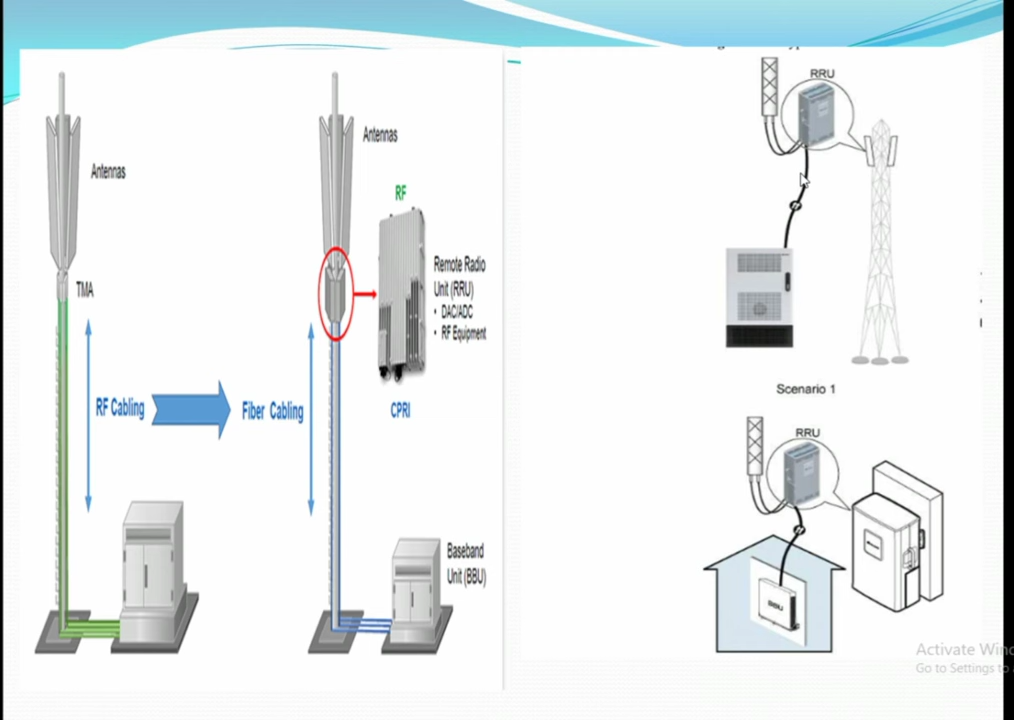 Antennas
TMA
RF Cabling
Antennas
RF
Remote Radio
Unit (RRU)
• DAC/ADC
• RF Equipment
Fiber Cabling
CPRI
Baseband
Unit (BBU)
RRU
Scenario 1
RRU
BBU
Activate Win
Go to Settings to